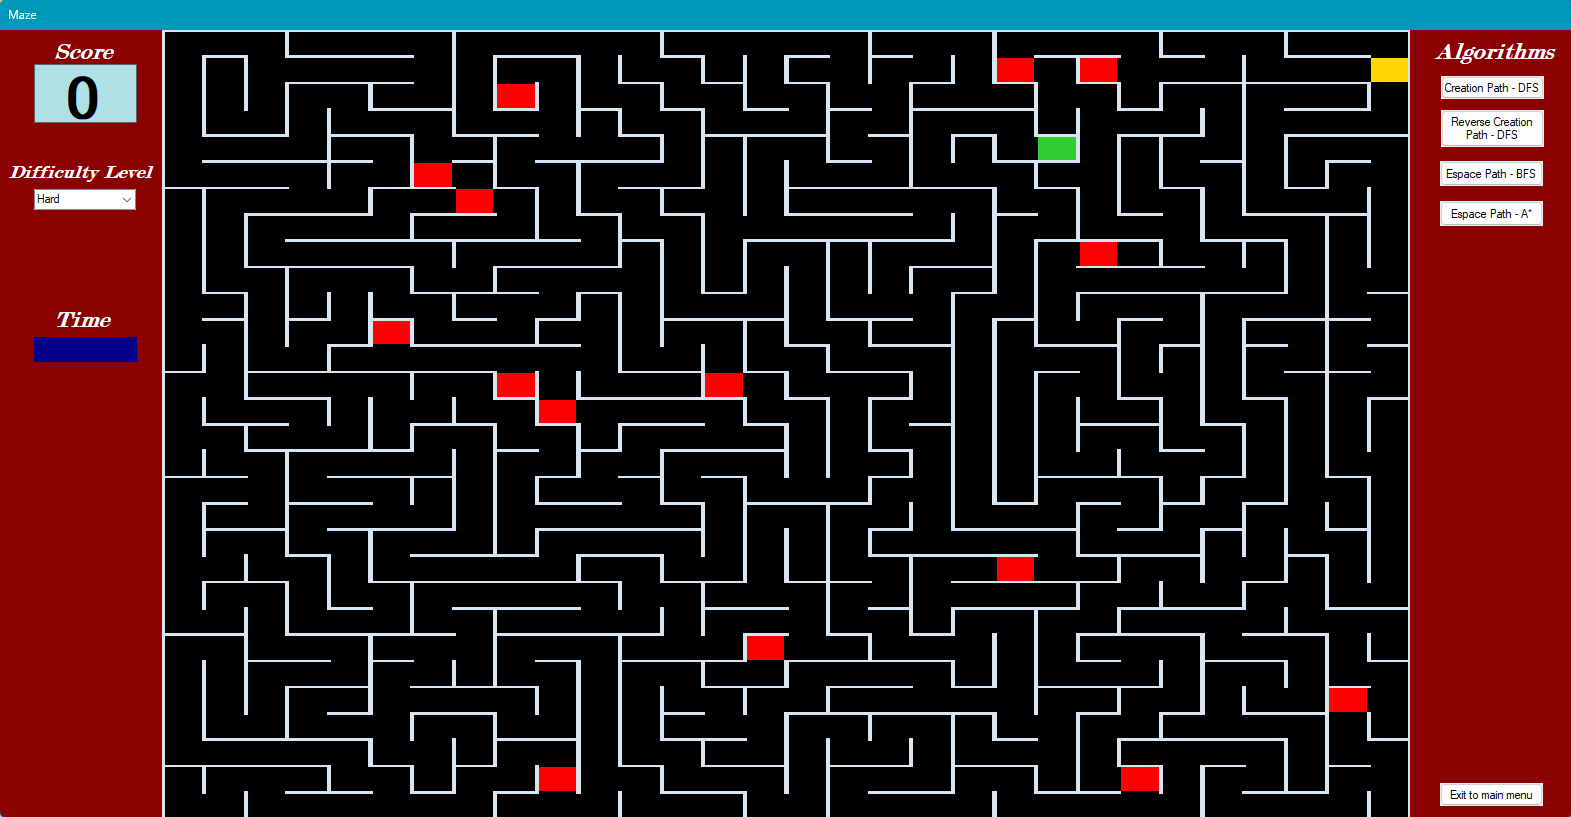 Maze
Score
0
Difficulty Level
Hard
Time
Algorithms
Creation Path - DFS
Reverse Creation
Path - DFS
Espace Path - BFS
Espace Path - A*
Exit to main menu